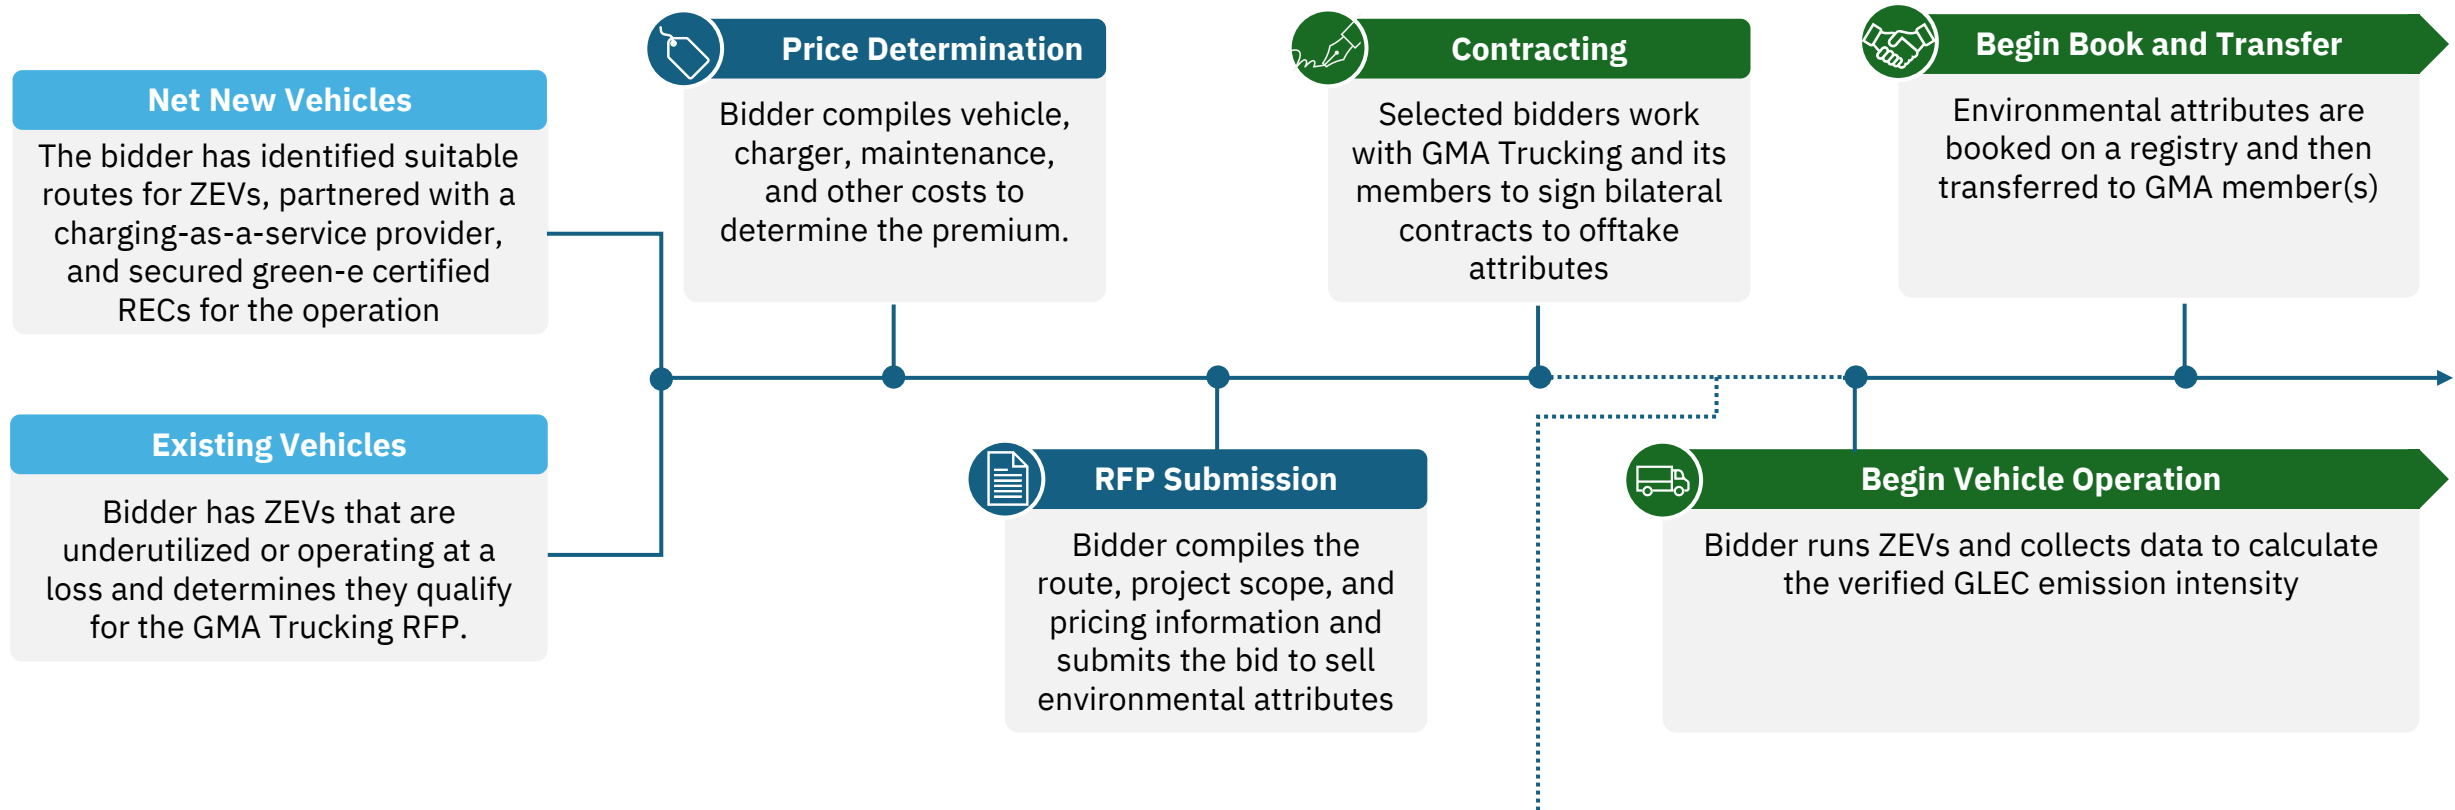 Net New Vehicles
The bidder has identified suitable
routes for ZEVs, partnered with a
charging-as-a-service provider,
and secured green-e certified
RECs for the operation
Existing Vehicles
Bidder has ZEVs that are
underutilized or operating at a
loss and determines they qualify
for the GMA Trucking RFP.
Price Determination
Bidder compiles vehicle,
charger, maintenance,
and other costs to
determine the premium.
RFP Submission
Bidder compiles the
route, project scope, and
pricing information and
submits the bid to sell
environmental attributes
Contracting
Selected bidders work
with GMA Trucking and its
members to sign bilateral
contracts to offtake
attributes
Begin Vehicle Operation
Bidder runs ZEVs and collects data to calculate
the verified GLEC emission intensity
Begin Book and Transfer
Environmental attributes are
booked on a registry and then
transferred to GMA member(s)